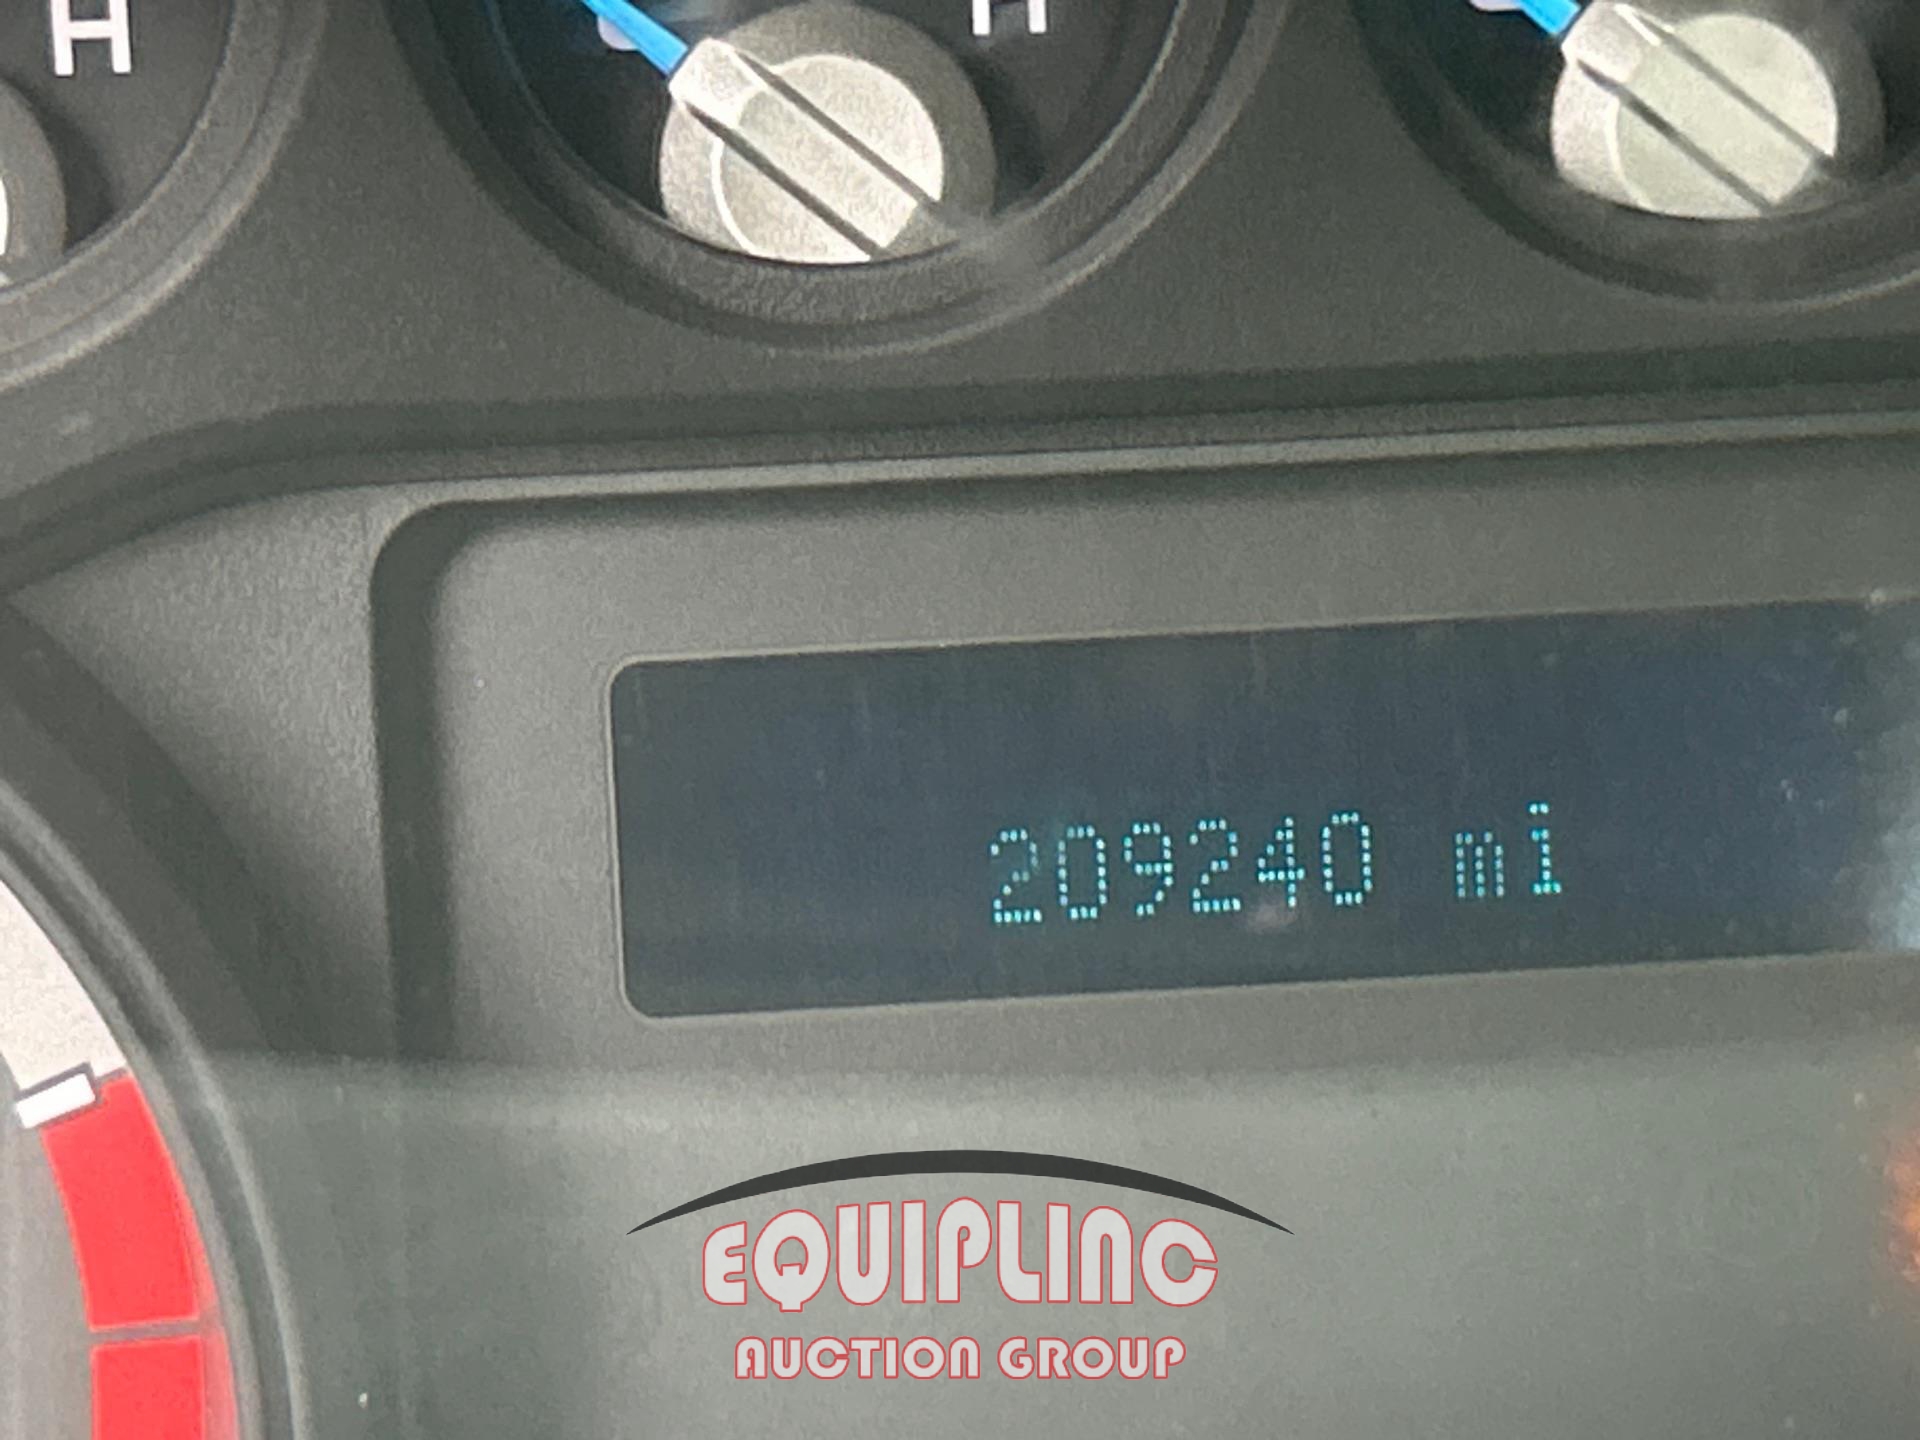 H
H
209240 mi
EQUIPLINC
AUCTION GROUP